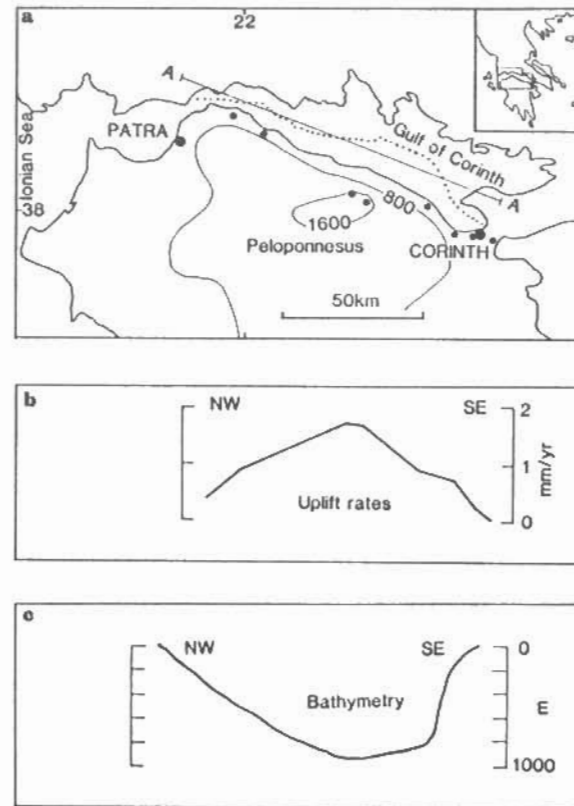 a
22
A
PATRA
Gulf of Corinth
Ionian Sea
A
38
800
1600
Peloponnesus
CORINTH
50km
b
NW
SE
2
1
0
mm/yr
Uplift rates
c
NW
SE
0
Bathymetry
E
1000